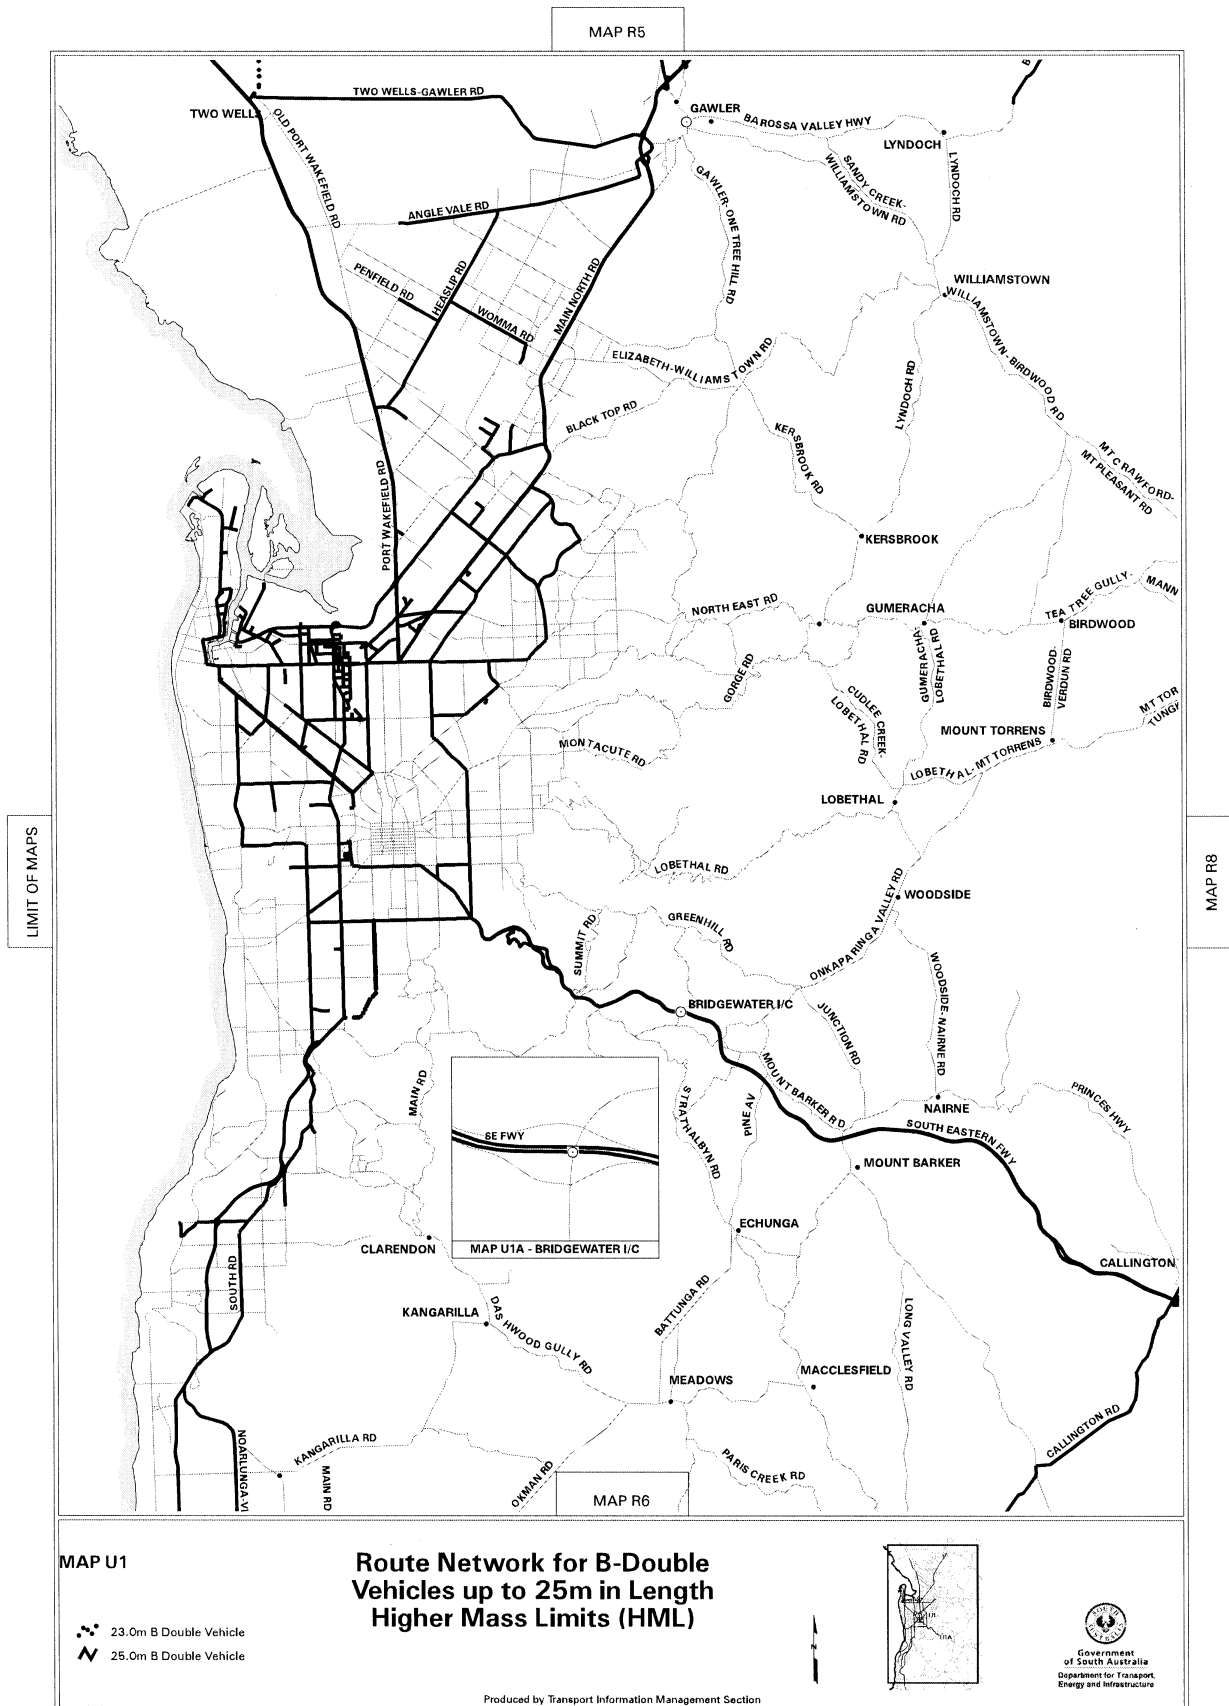 MAP R5
TWO WELLS-GAWLER RD
TWO WELLS
OLD PORT WAKEFIELD RD
GAWLER
BAROSSA VALLEY HWY
LYNDOCH
LYNDOCH RD
SANDY CREEK-
WILLIAMSTOWN RD
GAWLER-ONE TREE HILL RD
ANGLE VALE RD
PENFIELD RD
HEASLIP RD
WOMMA RD
MAIN NORTH RD
WILLIAMSTOWN
WILLIAMSTOWN-BIRDWOOD RD
ELIZABETH-WILLIAMSTOWN RD
LYNDOCH RD
BLACK TOP RD
KERSBROOK RD
MT CRAWFORD-
MT PLEASANT RD
PORT WAKEFIELD RD
KERSBROOK
NORTH EAST RD
GUMERACHA
TEA TREE GULLY-
MANN
BIRDWOOD
GUMERACHA-
LOBETHAL RD
BIRDWOOD-
VERDUN RD
GORGE RD
CUDLEE CREEK-
LOBETHAL RD
MT TOR
TUNGK
MOUNT TORRENS
MONTACUTE RD
LOBETHAL-MT TORRENS
LOBETHAL
LIMIT OF MAPS
MAP R8
LOBETHAL RD
WOODSIDE
ONKAPARINGA VALLEY RD
SUMMIT RD
GREENHILL RD
WOODSIDE-NAIRNE RD
BRIDGEWATER I/C
JUNCTION RD
MOUNT BARKER RD
MAIN RD
STRATHALBYN RD
PINE AV
NAIRNE
PRINCES HWY
SOUTH EASTERN FWY
SE FWY
MOUNT BARKER
ECHUNGA
CLARENDON
MAP U1A - BRIDGEWATER I/C
CALLINGTON
SOUTH RD
KANGARILLA
DASHWOOD GULLY RD
BATTUNGA RD
LONG VALLEY RD
MEADOWS
MACCLESFIELD
CALLINGTON RD
NOARLUNGA-VI
KANGARILLA RD
MAIN RD
OKMAN RD
PARIS CREEK RD
MAP R6
MAP U1
Route Network for B-Double
Vehicles up to 25m in Length
Higher Mass Limits (HML)
23.0m B Double Vehicle
25.0m B Double Vehicle
N
U1
U1A
SOUTH
AUSTRALIA
Government
of South Australia
Department for Transport,
Energy and Infrastructure
Produced by Transport Information Management Section